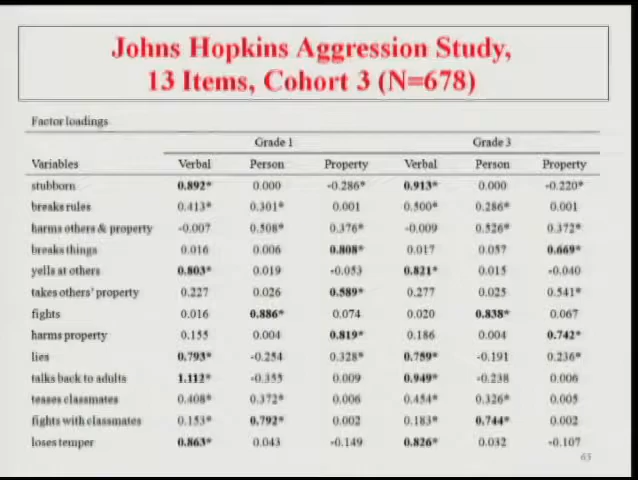 Johns Hopkins Aggression Study,
13 Items, Cohort 3 (N=678)
Factor loadings
Grade 1 Grade 3
Variables Verbal Person Property Verbal Person Property
stubborn 0.892* 0.000 -0.286* 0.913* 0.000 -0.220*
breaks rules 0.413* 0.301* 0.001 0.500* 0.286* 0.001
harms others & property -0.007 0.508* 0.376* -0.009 0.526* 0.372*
breaks things 0.016 0.006 0.808* 0.017 0.057 0.669*
yells at others 0.803* 0.019 -0.053 0.821* 0.015 -0.040
takes others' property 0.227 0.026 0.589* 0.277 0.025 0.541*
fights 0.016 0.886* 0.074 0.020 0.838* 0.067
harms property 0.155 0.004 0.819* 0.186 0.004 0.742*
lies 0.793* -0.254 0.328* 0.759* -0.191 0.236*
talks back to adults 1.112* -0.355 0.009 0.949* -0.238 0.006
teases classmates 0.408* 0.372* 0.006 0.454* 0.326* 0.005
fights with classmates 0.153* 0.792* 0.002 0.183* 0.744* 0.002
loses temper 0.863* 0.043 -0.149 0.826* 0.032 -0.107